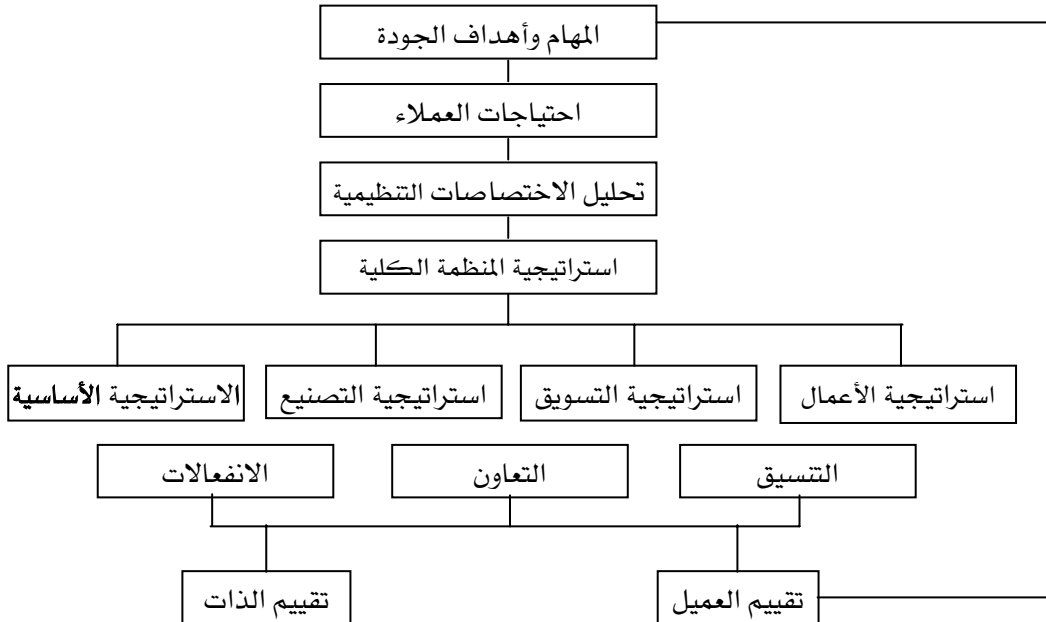 المهام وأهداف الجودة
احتياجات العملاء
تحليل الاختصاصات التنظيمية
استراتيجية المنظمة الكلية
استراتيجية الأعمال
استراتيجية التسويق
استراتيجية التصنيع
الاستراتيجية الأساسية
التنسيق
التعاون
الانفعالات
تقييم العميل
تقييم الذات